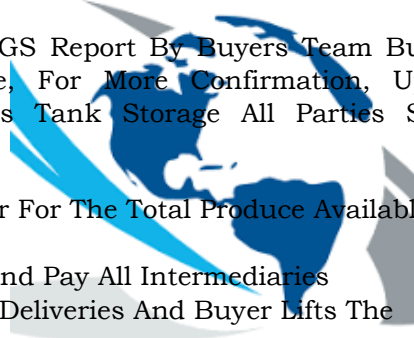 GS Report By Buyers Team Bu
e, For More Confirmation, U
s Tank Storage All Parties S
r For The Total Produce Availabl
nd Pay All Intermediaries
Deliveries And Buyer Lifts The